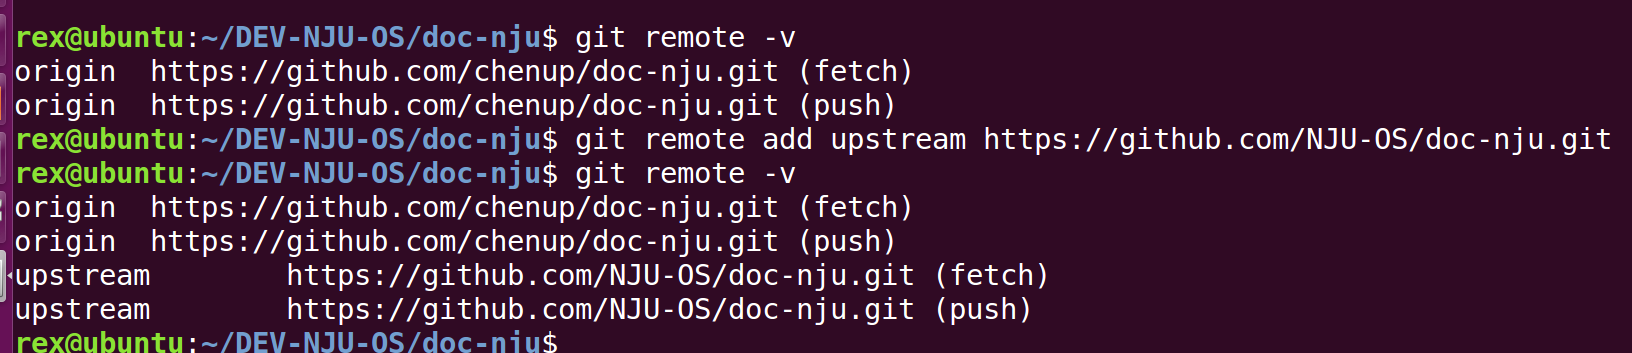 rex@ubuntu:~/DEV-NJU-OS/doc-nju$ git remote -v
origin  https://github.com/chenup/doc-nju.git (fetch)
origin  https://github.com/chenup/doc-nju.git (push)
rex@ubuntu:~/DEV-NJU-OS/doc-nju$ git remote add upstream https://github.com/NJU-OS/doc-nju.git
rex@ubuntu:~/DEV-NJU-OS/doc-nju$ git remote -v
origin  https://github.com/chenup/doc-nju.git (fetch)
origin  https://github.com/chenup/doc-nju.git (push)
upstream        https://github.com/NJU-OS/doc-nju.git (fetch)
upstream        https://github.com/NJU-OS/doc-nju.git (push)
rex@ubuntu:~/DEV-NJU-OS/doc-nju$